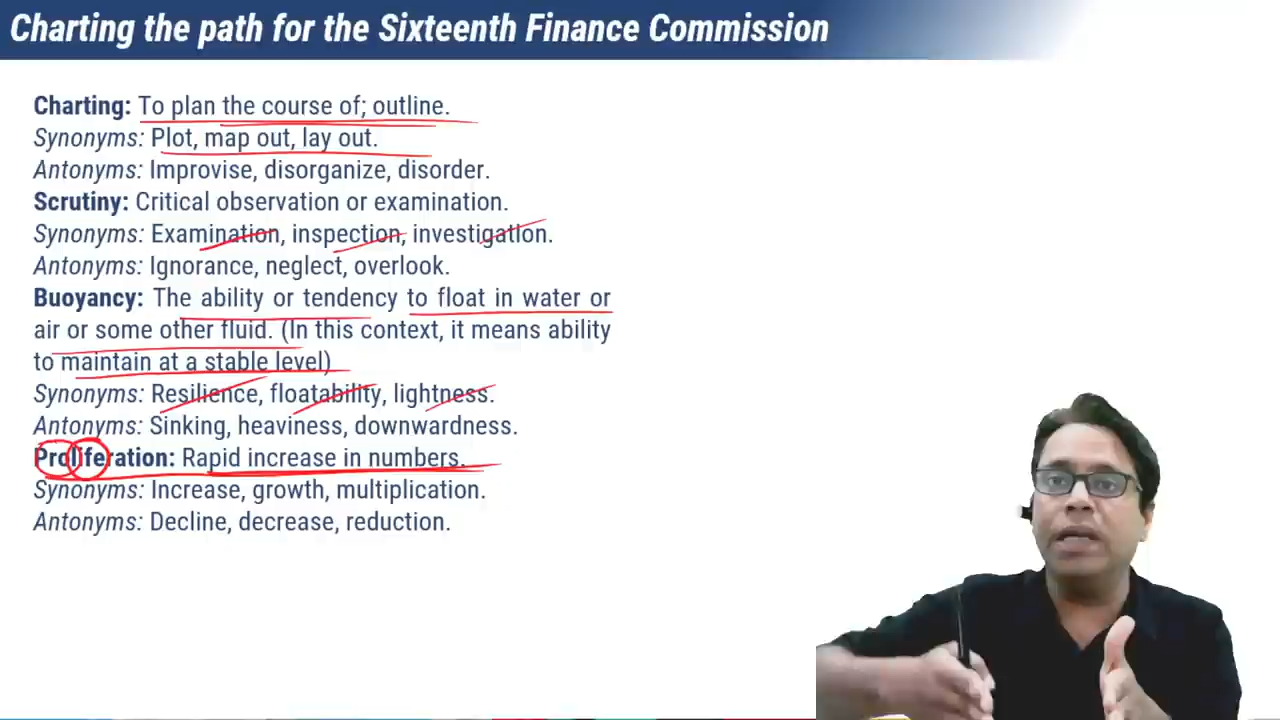 Charting the path for the Sixteenth Finance Commission
Charting: To plan the course of; outline.
Synonyms: Plot, map out, lay out.
Antonyms: Improvise, disorganize, disorder.
Scrutiny: Critical observation or examination.
Synonyms: Examination, inspection, investigation.
Antonyms: Ignorance, neglect, overlook.
Buoyancy: The ability or tendency to float in water or
air or some other fluid. (In this context, it means ability
to maintain at a stable level)
Synonyms: Resilience, floatability, lightness.
Antonyms: Sinking, heaviness, downwardness.
Proliferation: Rapid increase in numbers.
Synonyms: Increase, growth, multiplication.
Antonyms: Decline, decrease, reduction.